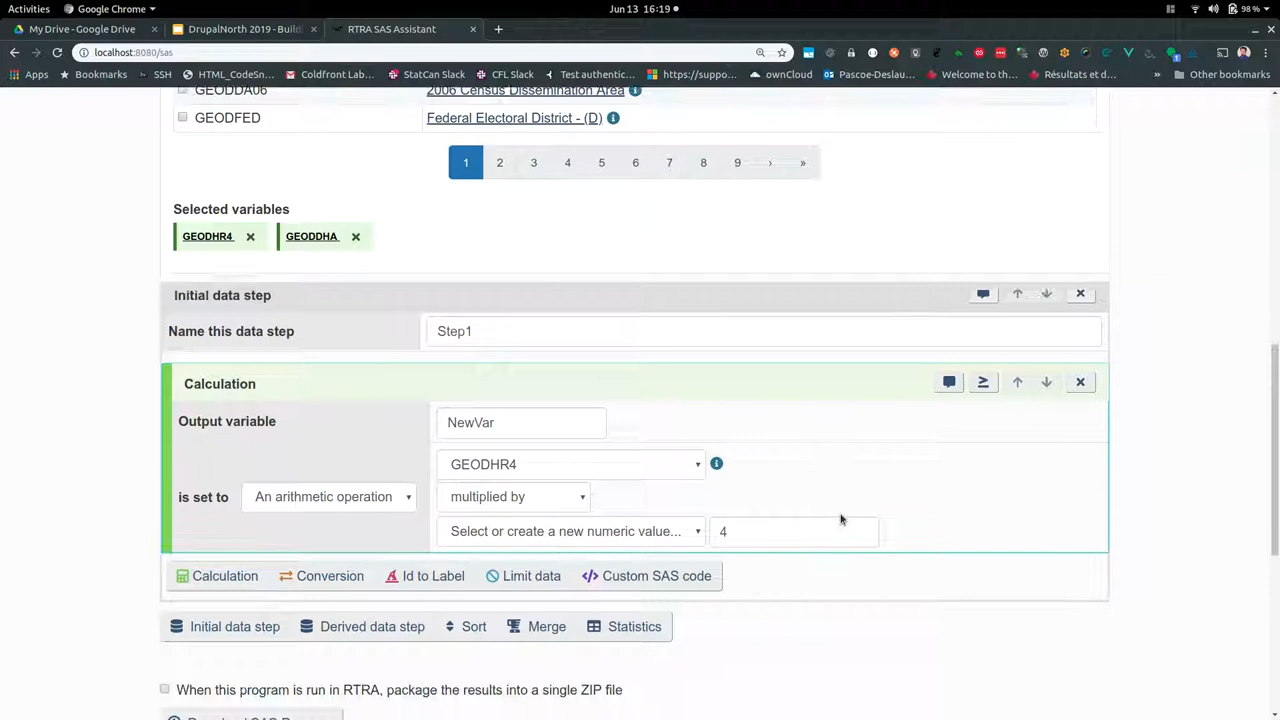 Activities Google Chrome Jun 13 16:19 98%
My Drive - Google Drive DrupalNorth 2019 - Buildi RTRA SAS Assistant
localhost:8080/sas
Apps Bookmarks SSH HTML_CodeSn... Coldfront Lab... StatCan Slack CFL Slack Test authentic... https://suppo... ownCloud Pascoe-Deslau... Welcome to th... Résultats et d... » Other bookmarks
GEODDA06 2006 Census Dissemination Area
GEODFED Federal Electoral District - (D)
1 2 3 4 5 6 7 8 9 › »
Selected variables
GEODHR4 GEODDHA
Initial data step
Name this data step Step1
Calculation
Output variable NewVar
GEODHR4
is set to An arithmetic operation multiplied by
Select or create a new numeric value... 4
Calculation Conversion Id to Label Limit data Custom SAS code
Initial data step Derived data step Sort Merge Statistics
When this program is run in RTRA, package the results into a single ZIP file